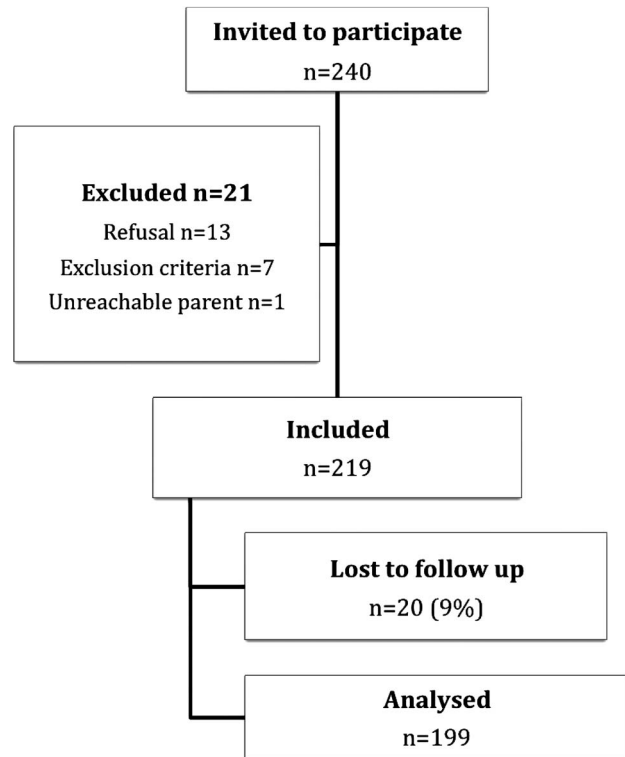 Invited to participate
n=240
Excluded n=21
Refusal n=13
Exclusion criteria n=7
Unreachable parent n=1
Included
n=219
Lost to follow up
n=20 (9%)
Analysed
n=199